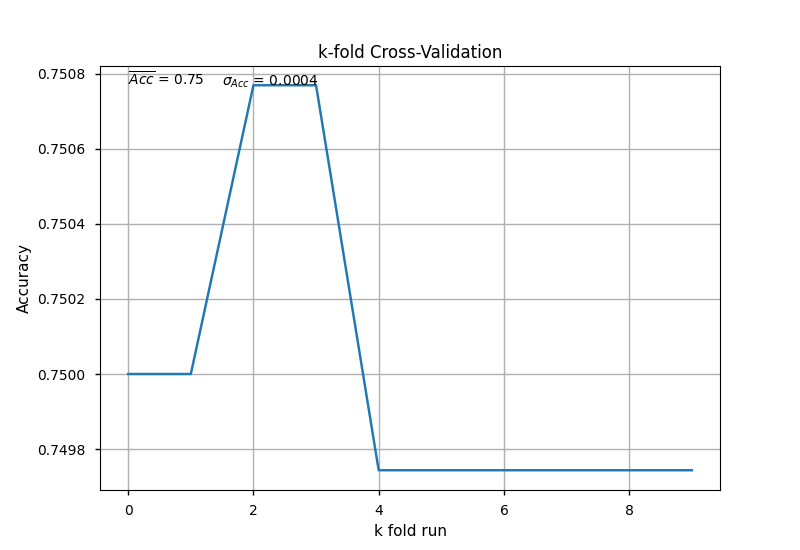 k-fold Cross-Validation
Acc = 0.75 σAcc = 0.0004
0.7508
0.7506
0.7504
0.7502
0.7500
0.7498
Accuracy
0 2 4 6 8
k fold run